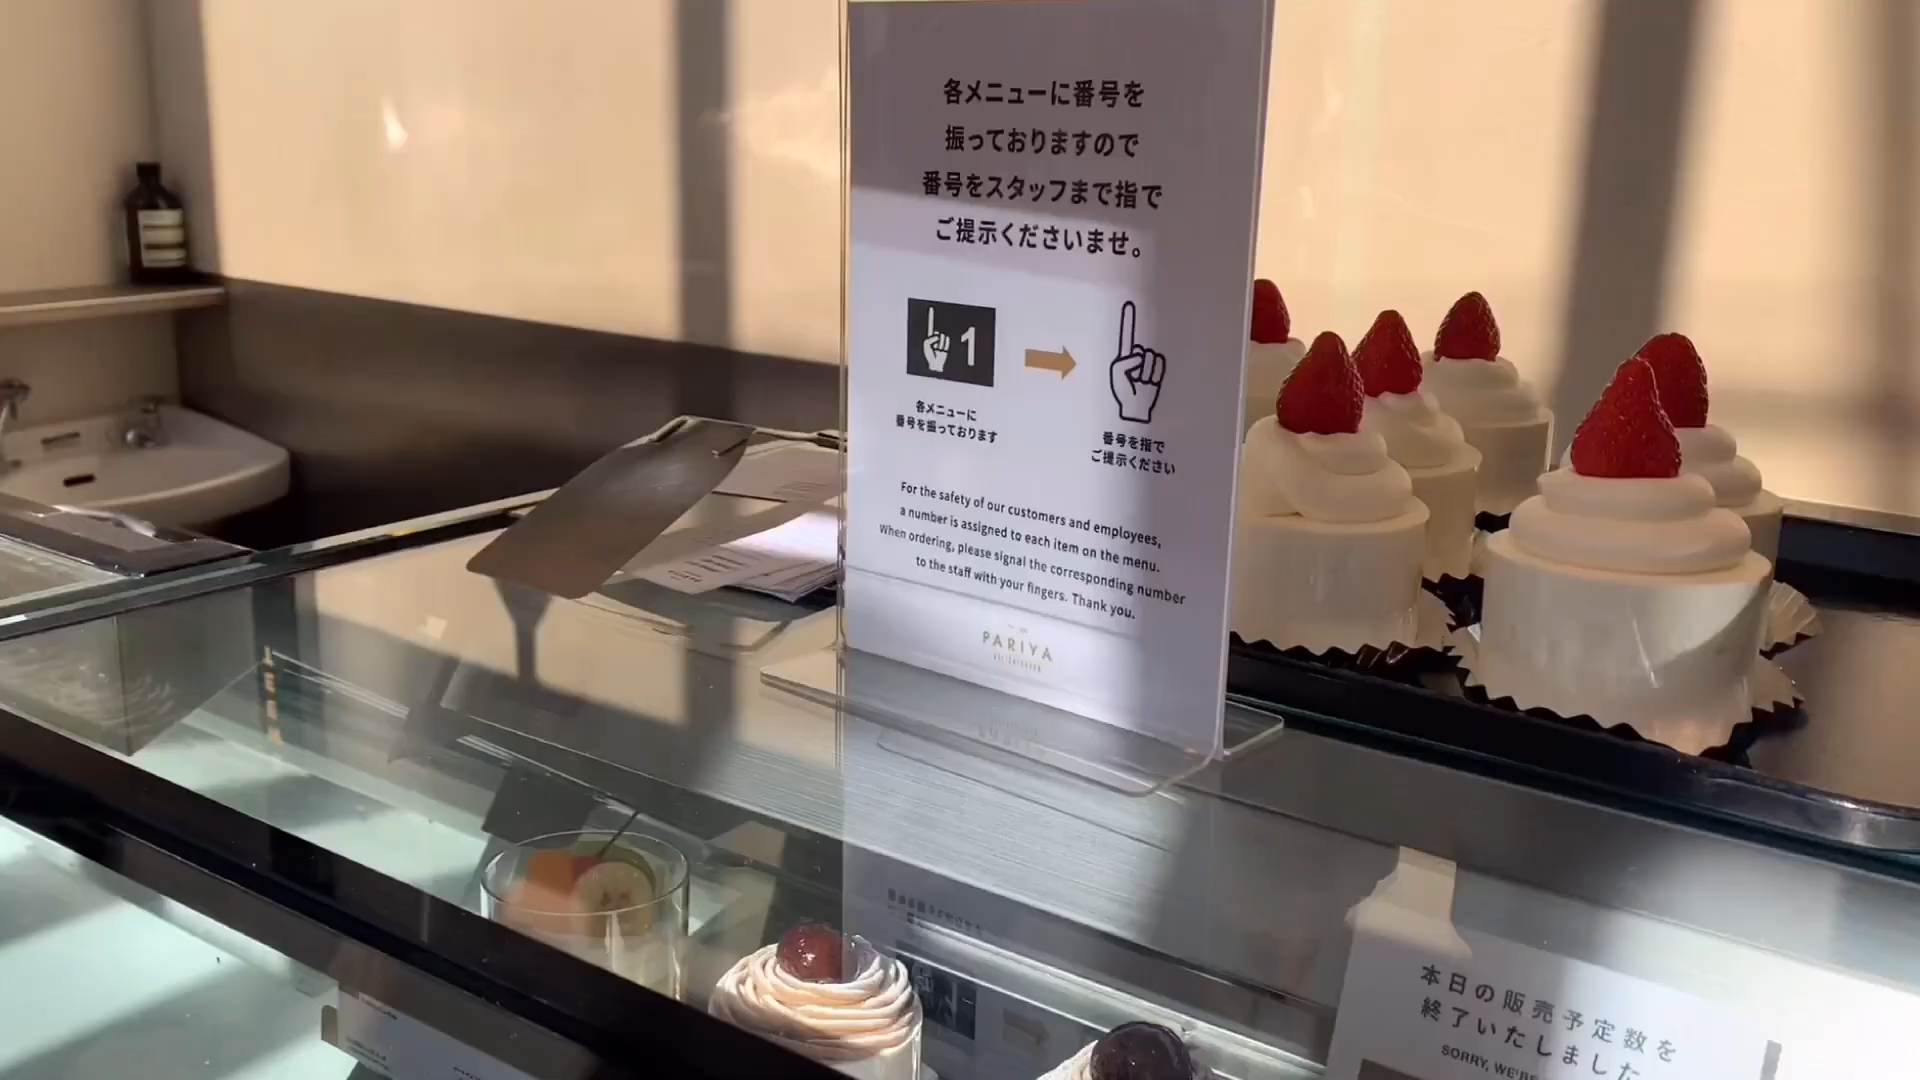 各メニューに番号を
振っておりますので
番号をスタッフまで指で
ご提示くださいませ。
1
各メニューに
番号を振っております
番号を指で
ご提示ください
For the safety of our customers and employees,
a number is assigned to each item on the menu.
When ordering, please signal the corresponding number
to the staff with your fingers. Thank you.
PARIYA
本日の販売予定数を
終了いたしました
SORRY, WE'RE